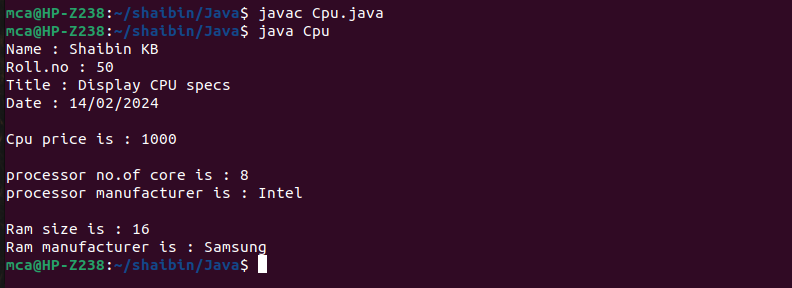 mca@HP-Z238:~/shaibin/Java$ javac Cpu.java
mca@HP-Z238:~/shaibin/Java$ java Cpu
Name : Shaibin KB
Roll.no : 50
Title : Display CPU specs
Date : 14/02/2024
Cpu price is : 1000
processor no.of core is : 8
processor manufacturer is : Intel
Ram size is : 16
Ram manufacturer is : Samsung
mca@HP-Z238:~/shaibin/Java$